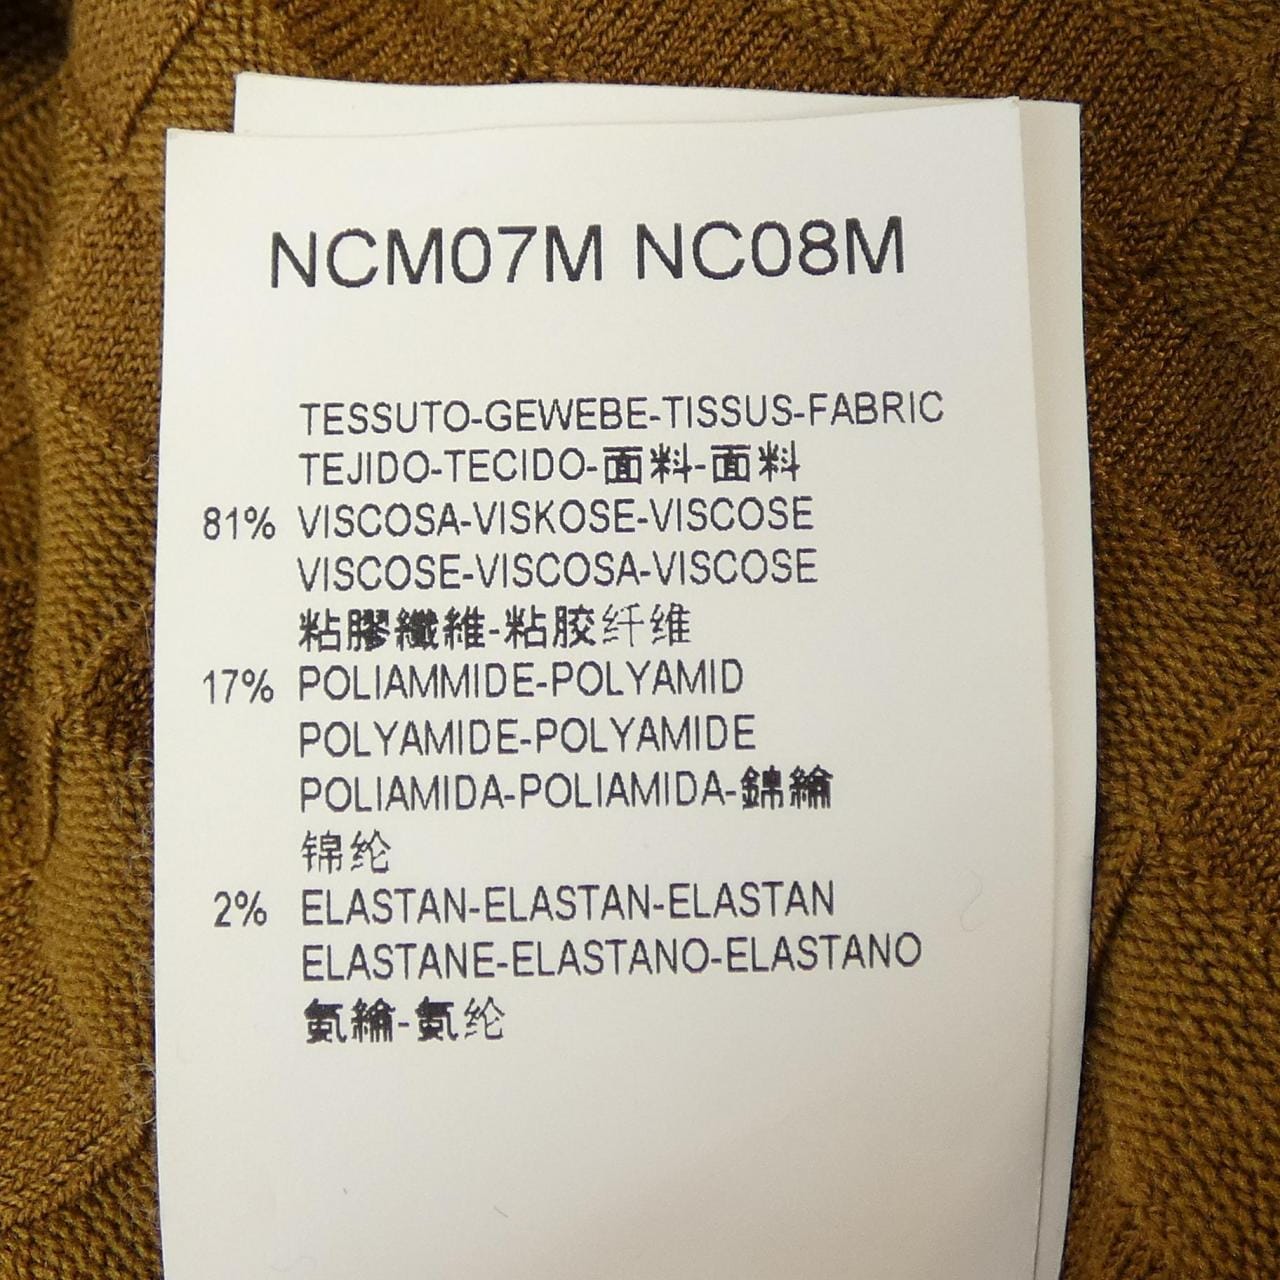 NCM07M NC08M
TESSUTO-GEWEBE-TISSUS-FABRIC
TEJIDO-TECIDO-面料-面料
81% VISCOSA-VISKOSE-VISCOSE
VISCOSE-VISCOSA-VISCOSE
粘膠纖維-粘胶纤维
17% POLIAMMIDE-POLYAMID
POLYAMIDE-POLYAMIDE
POLIAMIDA-POLIAMIDA-錦綸
锦纶
2% ELASTAN-ELASTAN-ELASTAN
ELASTANE-ELASTANO-ELASTANO
氨綸-氨纶